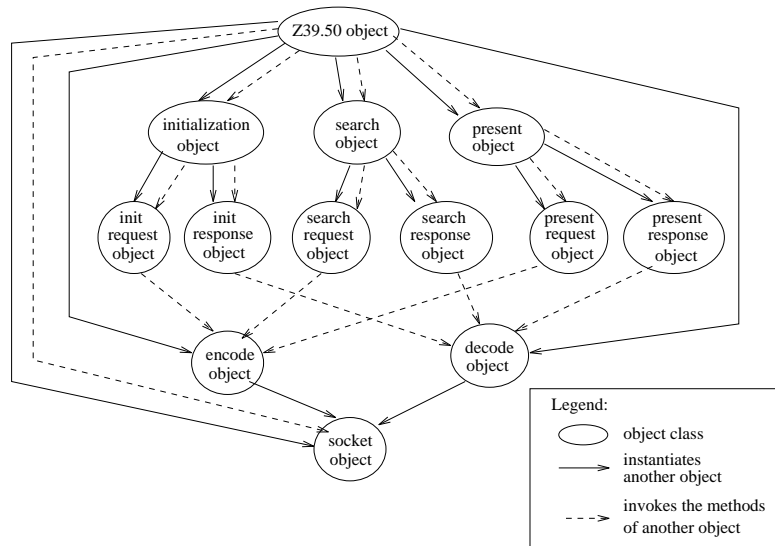 Z39.50 object
initialization
object
search
object
present
object
init
request
object
init
response
object
search
request
object
search
response
object
present
request
object
present
response
object
encode
object
decode
object
socket
object
Legend:
object class
instantiates
another object
invokes the methods
of another object